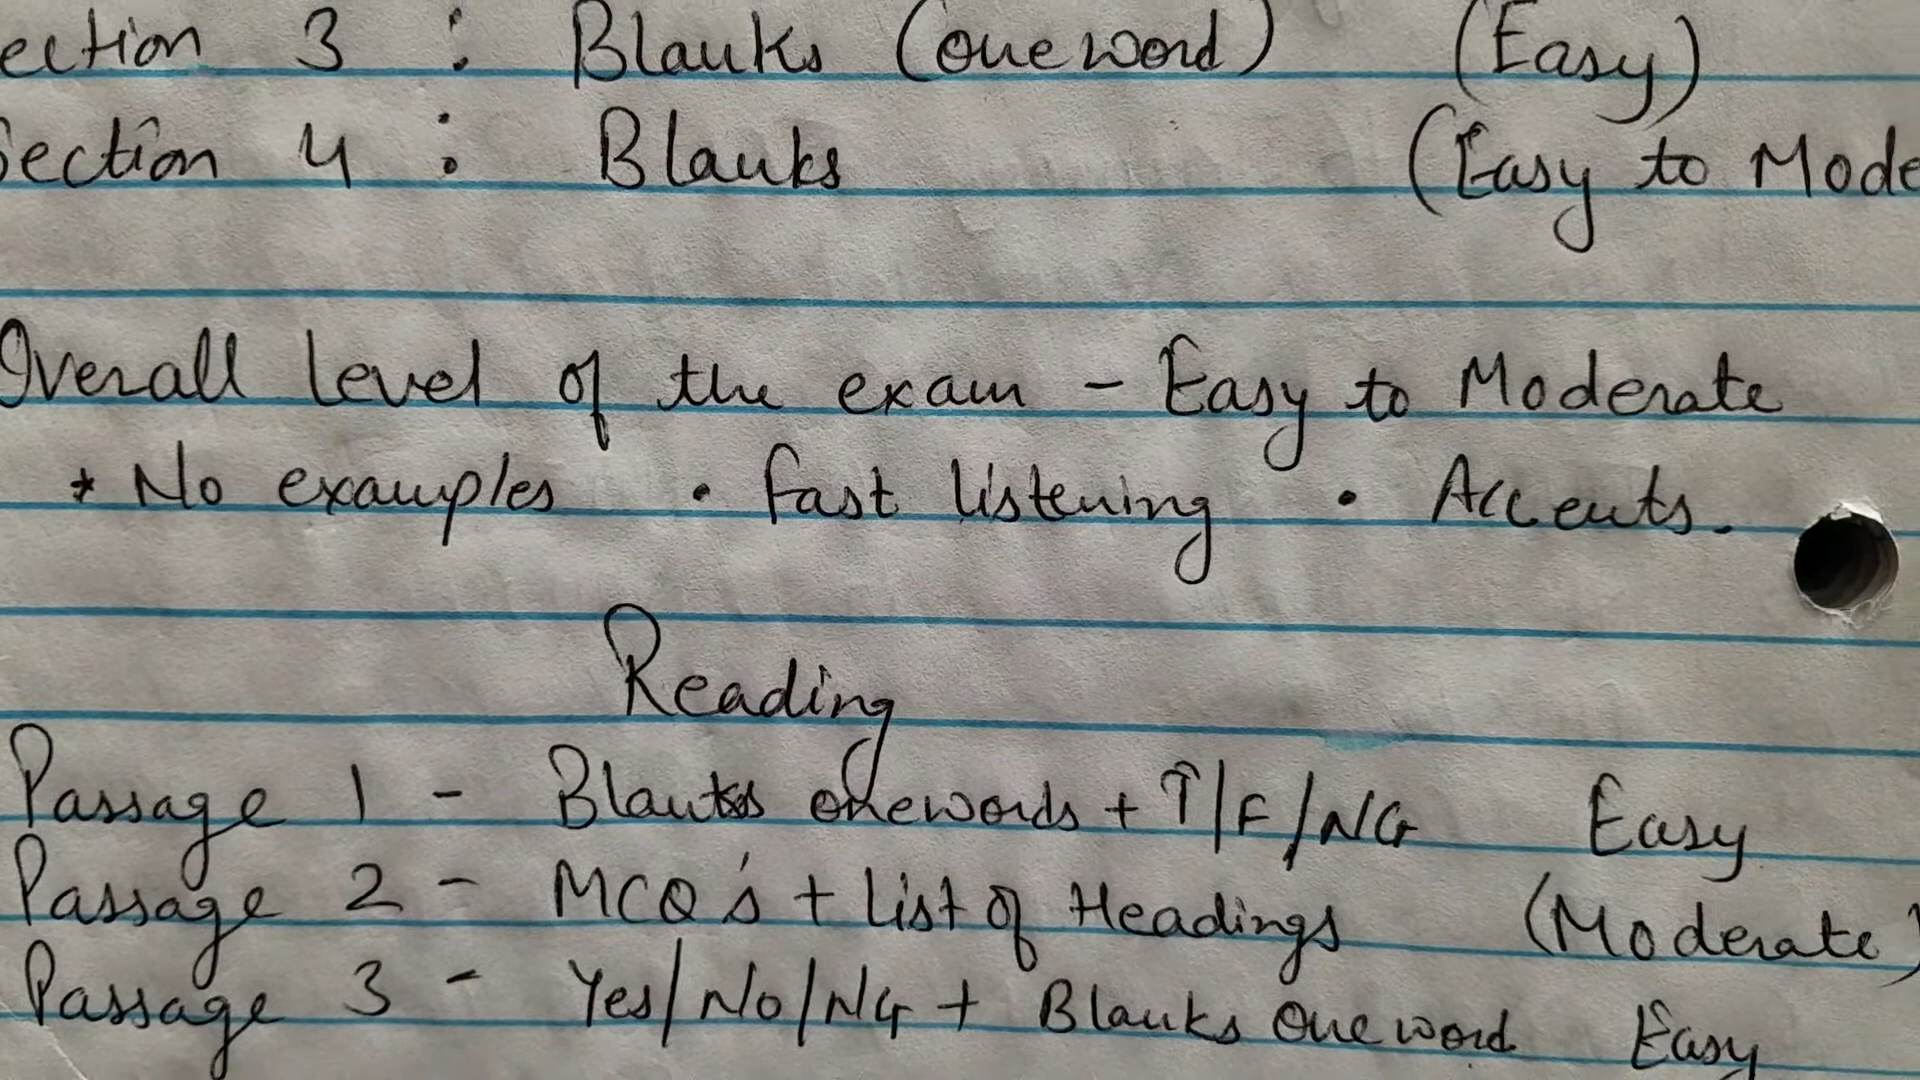 ection 3 : Blanks (one word) (Easy)
Section 4 : Blanks (Easy to Mode
Overall level of the exam - Easy to Moderate
* No examples • fast listening • Accents.
Reading
Passage 1 - Blanks onewords + T/F/NG Easy
Passage 2 - MCQ's + List of Headings (Moderate)
Passage 3 - Yes/No/NG + Blanks one word Easy